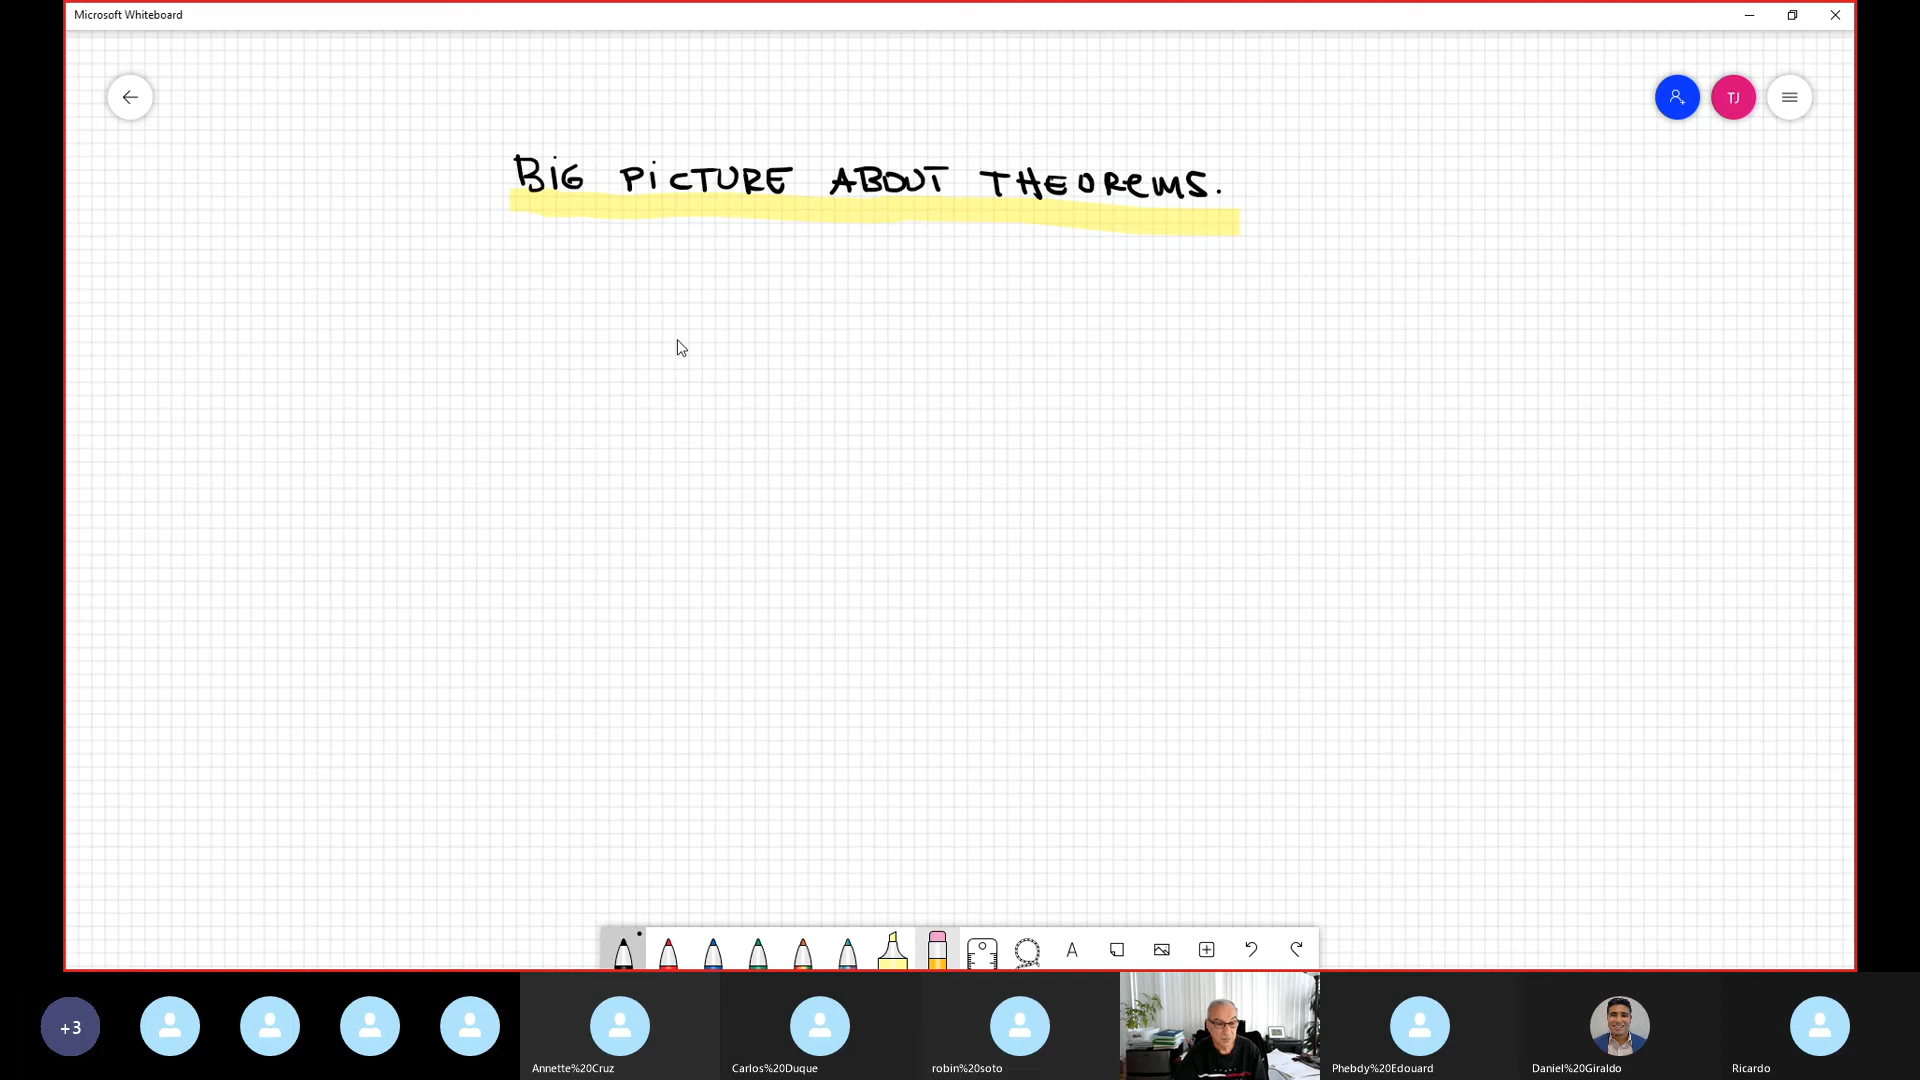 Microsoft Whiteboard
TJ
BiG PiCTURE ABOUT THEOREMS.
A
+3
Annette%20Cruz
Carlos%20Duque
robin%20soto
Phebdy%20Edouard
Daniel%20Giraldo
Ricardo